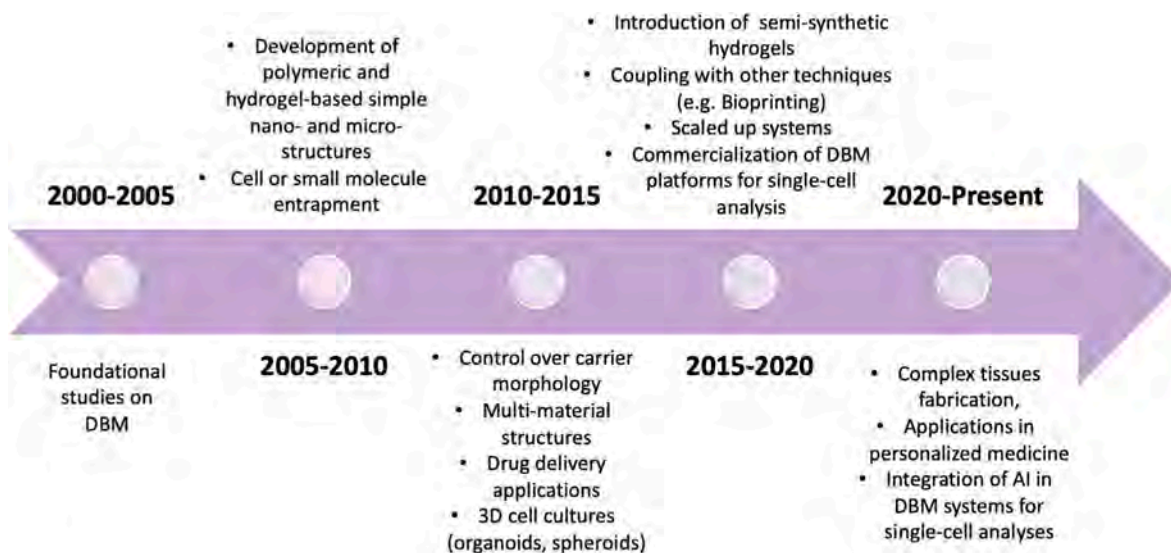 2000-2005
Foundational
studies on
DBM
• Development of
polymeric and
hydrogel-based simple
nano- and micro-
structures
• Cell or small molecule
entrapment
2005-2010
2010-2015
• Control over carrier
morphology
• Multi-material
structures
• Drug delivery
applications
• 3D cell cultures
(organoids, spheroids)
• Introduction of semi-synthetic
hydrogels
• Coupling with other techniques
(e.g. Bioprinting)
• Scaled up systems
• Commercialization of DBM
platforms for single-cell
analysis
2015-2020
2020-Present
• Complex tissues
fabrication,
• Applications in
personalized medicine
• Integration of AI in
DBM systems for
single-cell analyses